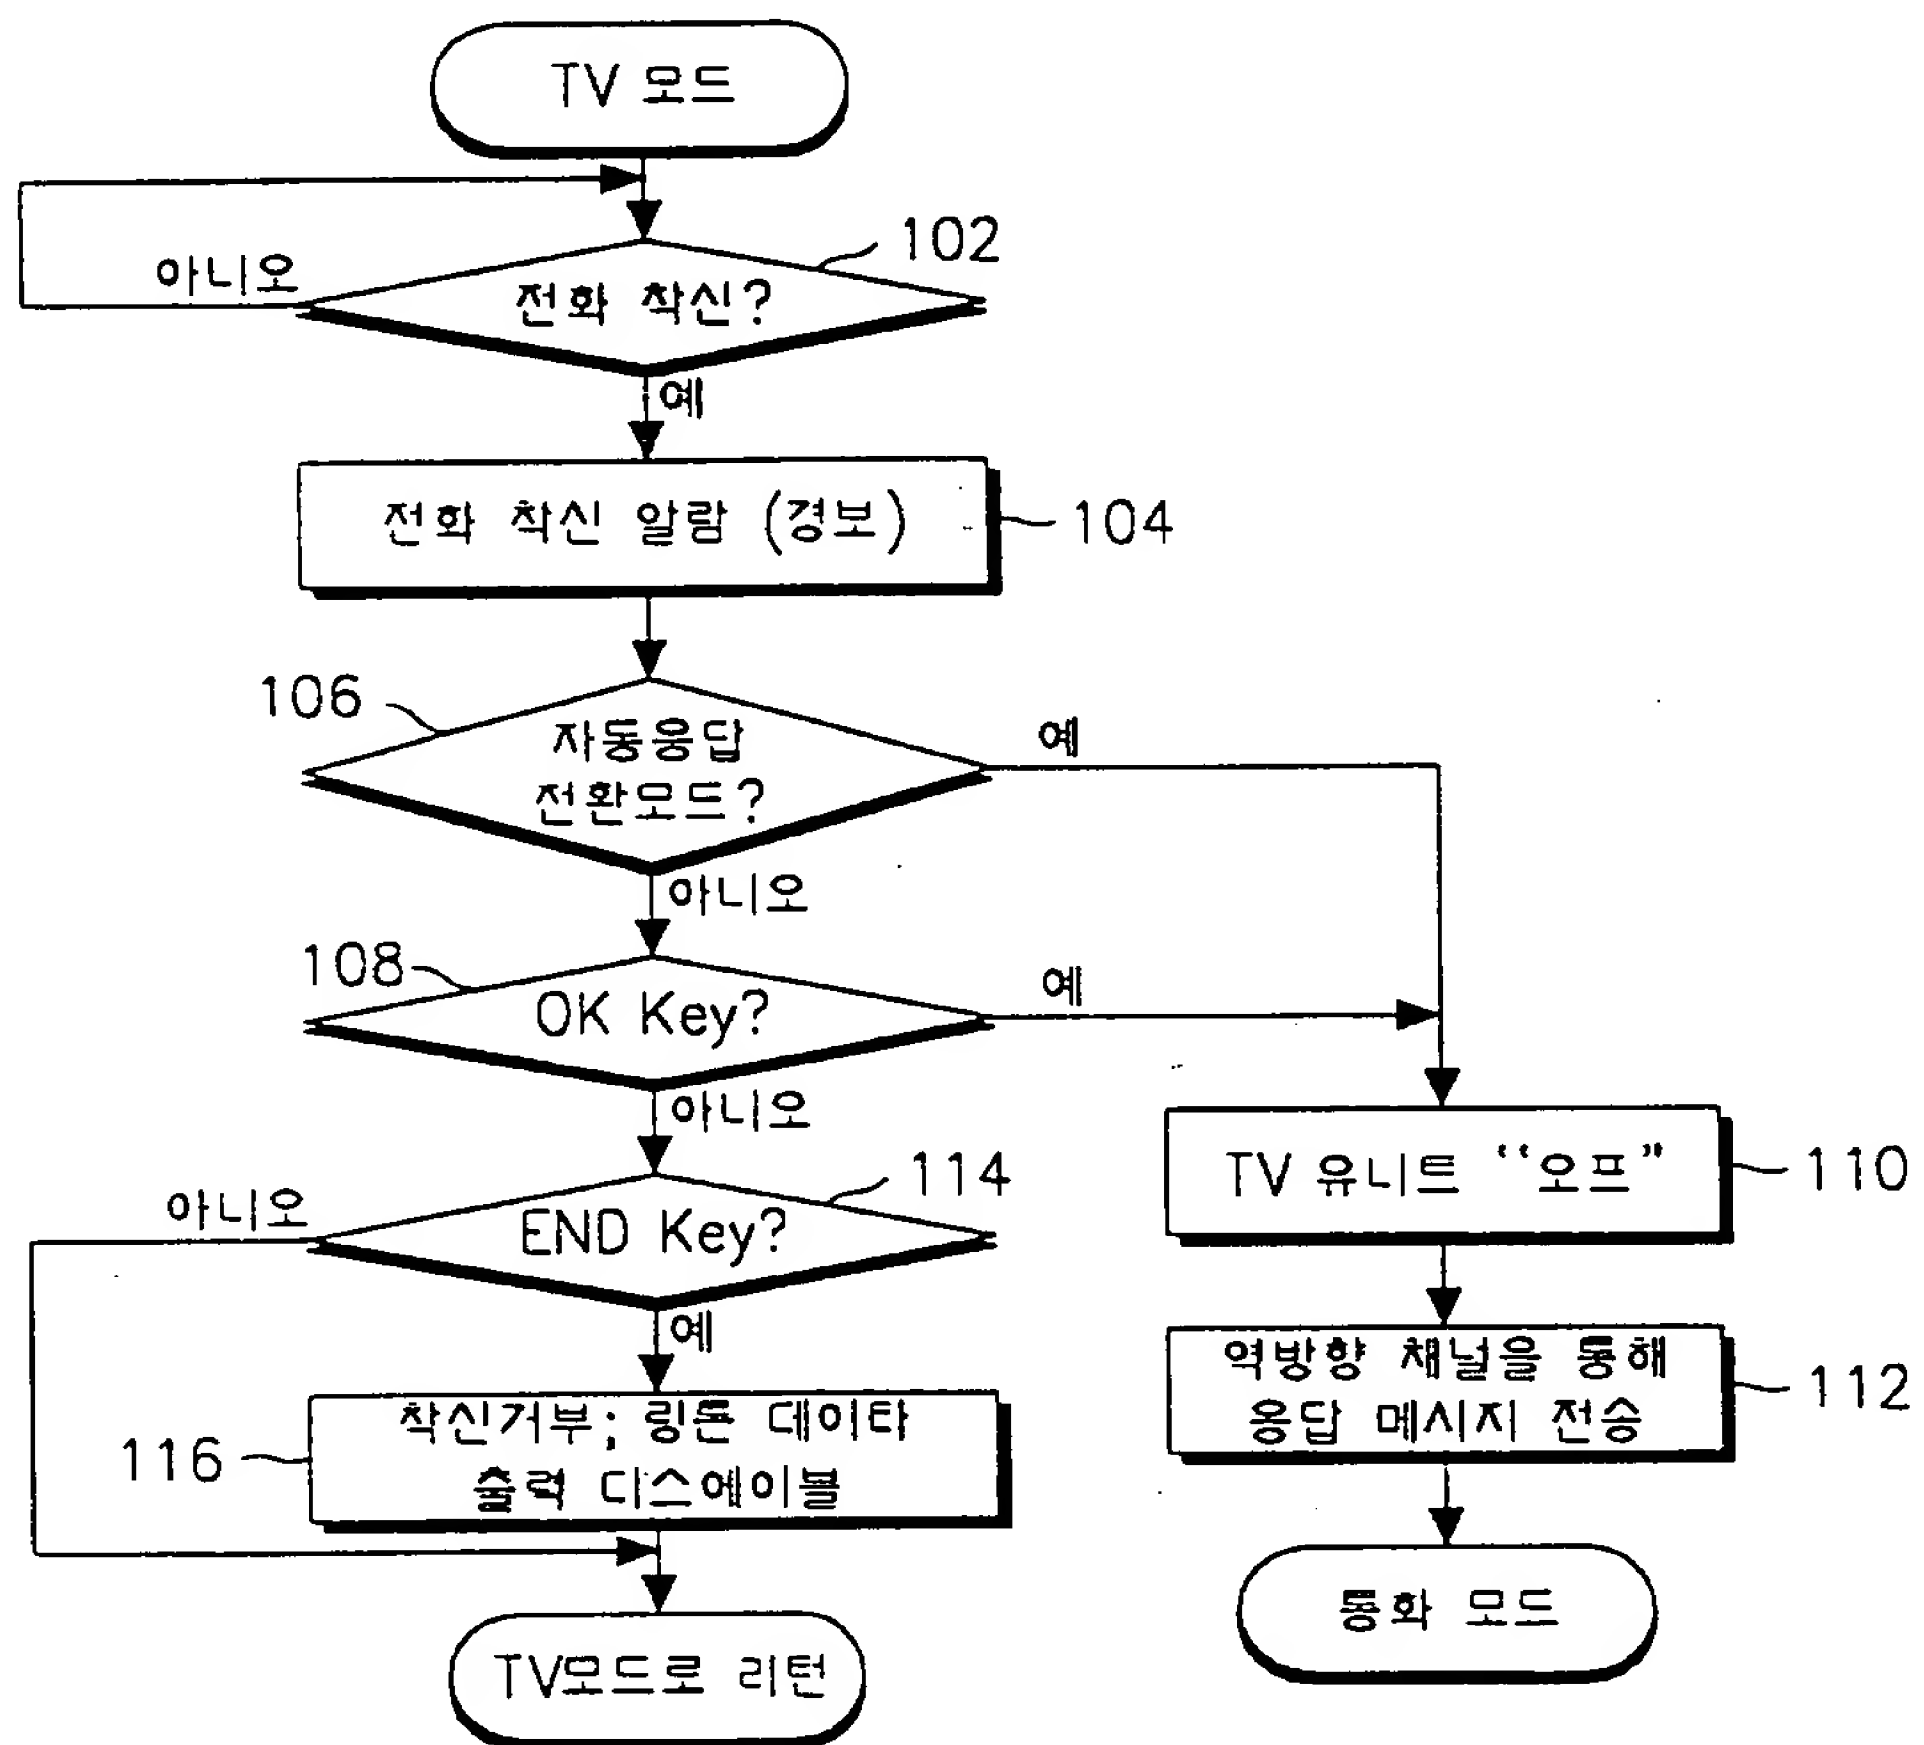 TV 모드
102
아니오
전화 착신?
예
전화 착신 알람 (경보)
104
106
자동응답
전환모드?
예
아니오
108
OK Key?
예
아니오
114
아니오
END Key?
예
TV 유니트 “오프”
110
역방향 채널을 통해
응답 메시지 전송
112
착신거부; 링톤 데이타
출력 디스에이블
116
통화 모드
TV모드로 리턴